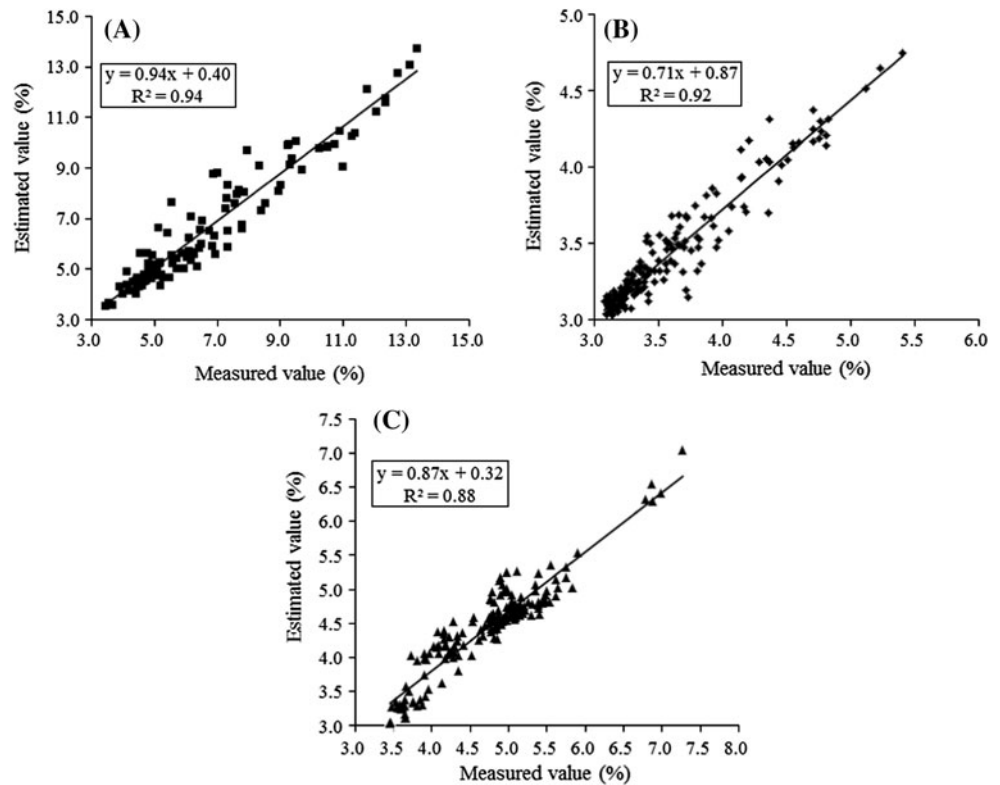 (A)
15.0
13.0
11.0
9.0
7.0
5.0
3.0
Estimated value (%)
y = 0.94x + 0.40
R² = 0.94
3.0 5.0 7.0 9.0 11.0 13.0 15.0
Measured value (%)
(B)
5.0
4.5
4.0
3.5
3.0
Estimated value (%)
y = 0.71x + 0.87
R² = 0.92
3.0 3.5 4.0 4.5 5.0 5.5 6.0
Measured value (%)
(C)
7.5
7.0
6.5
6.0
5.5
5.0
4.5
4.0
3.5
3.0
Estimated value (%)
y = 0.87x + 0.32
R² = 0.88
3.0 3.5 4.0 4.5 5.0 5.5 6.0 6.5 7.0 7.5 8.0
Measured value (%)